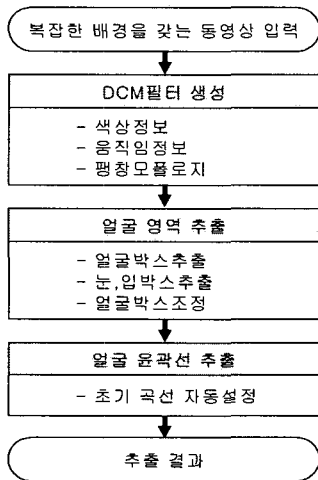 복잡한 배경을 갖는 동영상 입력
DCM필터 생성
- 색상정보
- 움직임정보
- 팽창모폴로지
얼굴 영역 추출
- 얼굴박스추출
- 눈,입박스추출
- 얼굴박스조정
얼굴 윤곽선 추출
- 초기 곡선 자동설정
추출 결과